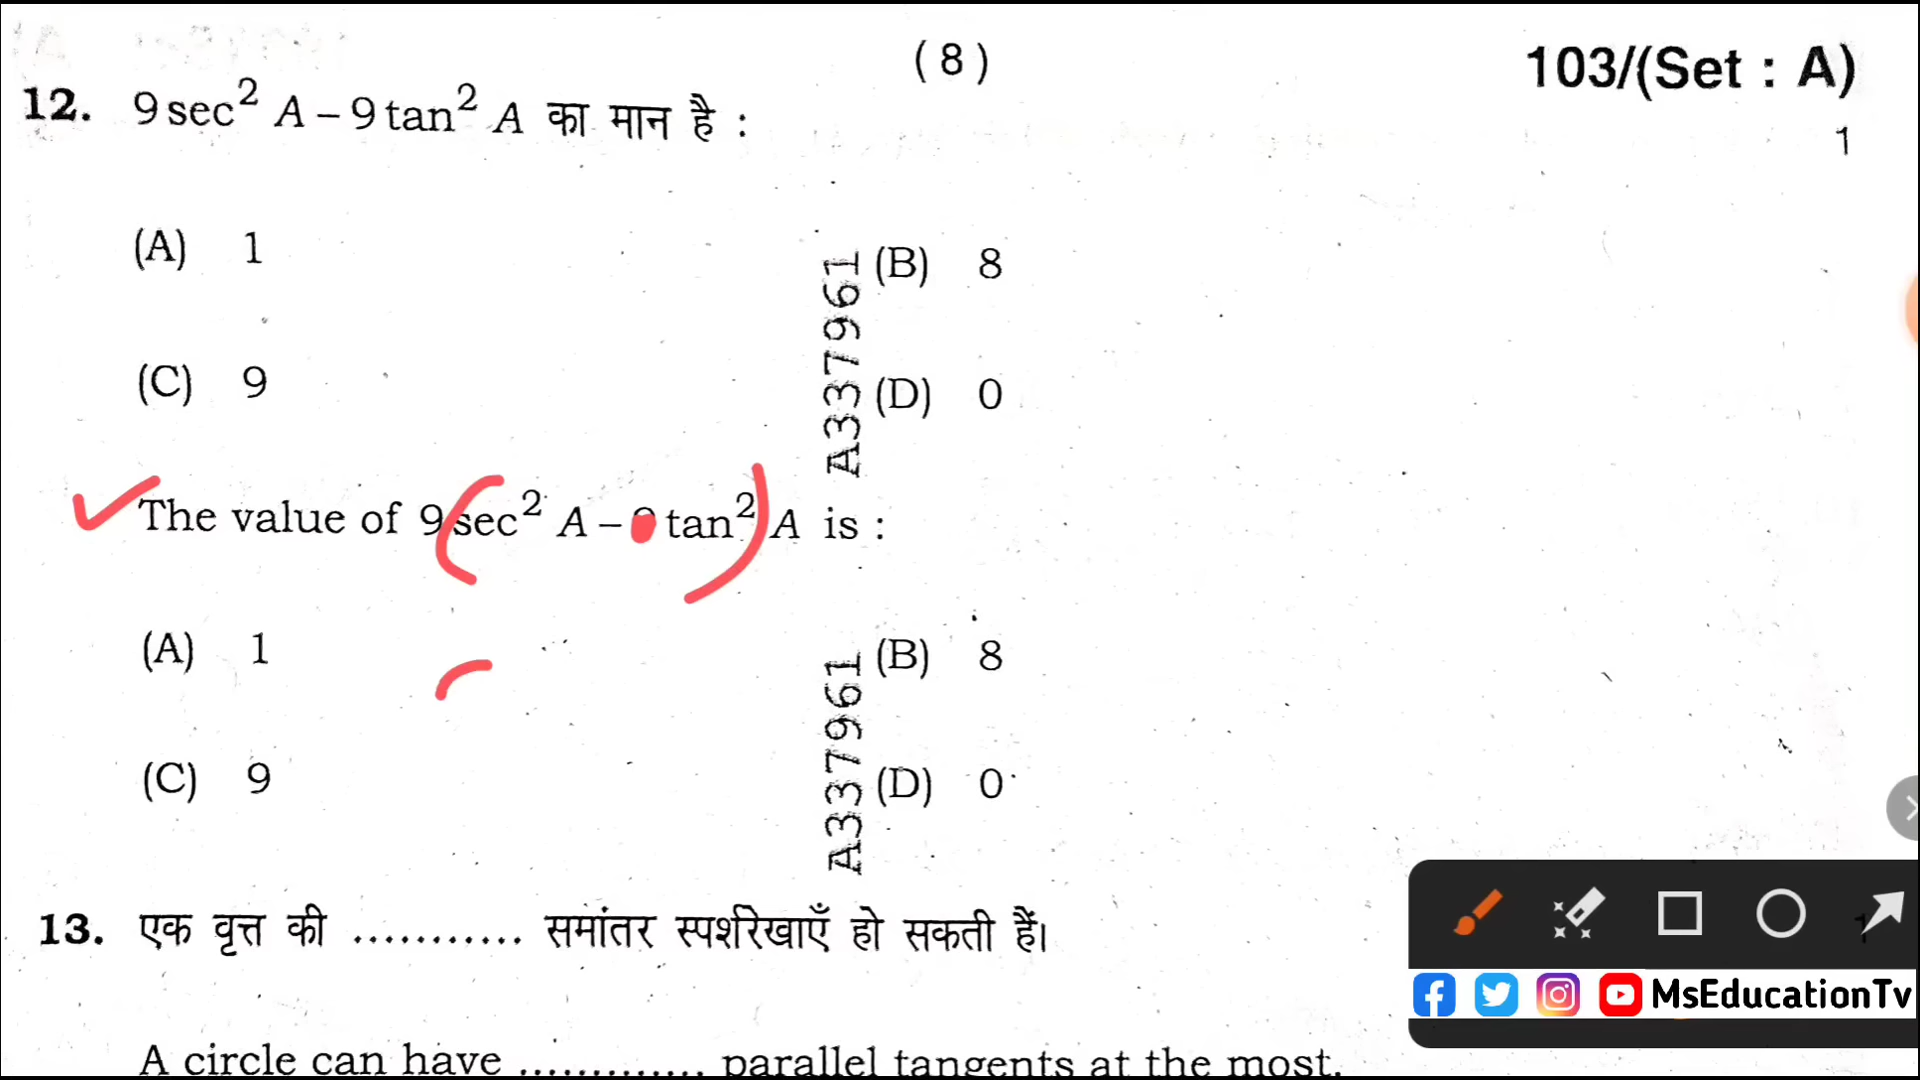 ( 8 )
103/(Set : A)
12. 9 sec² A – 9 tan² A का मान है :
1
(A) 1
(B) 8
(C) 9
(D) 0
A337961
The value of 9 sec² A – tan² A is :
(A) 1
(B) 8
(C) 9
(D) 0
A337961
13. एक वृत्त की ........... समांतर स्पर्शरेखाएँ हो सकती हैं।
1
MsEducationTv
A circle can have ............. parallel tangents at the most.